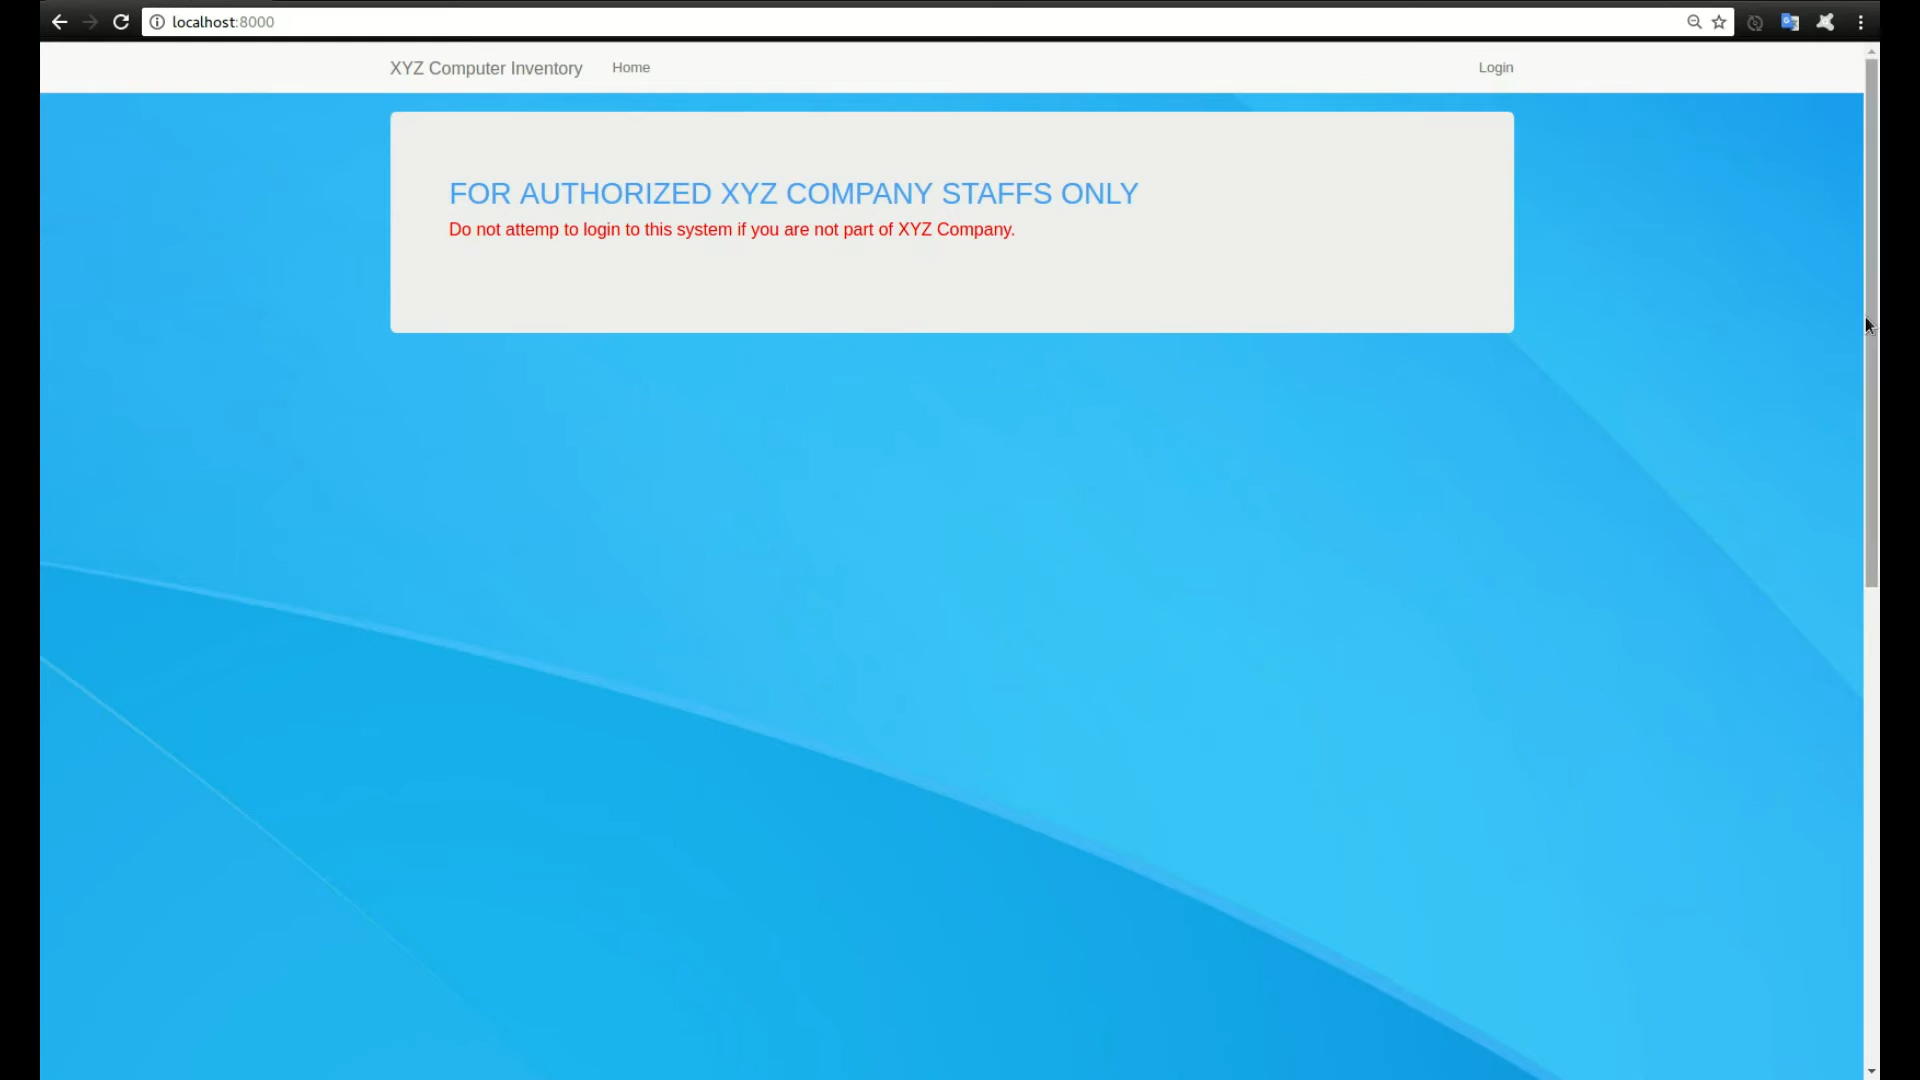 localhost:8000
XYZ Computer Inventory Home Login
FOR AUTHORIZED XYZ COMPANY STAFFS ONLY
Do not attemp to login to this system if you are not part of XYZ Company.